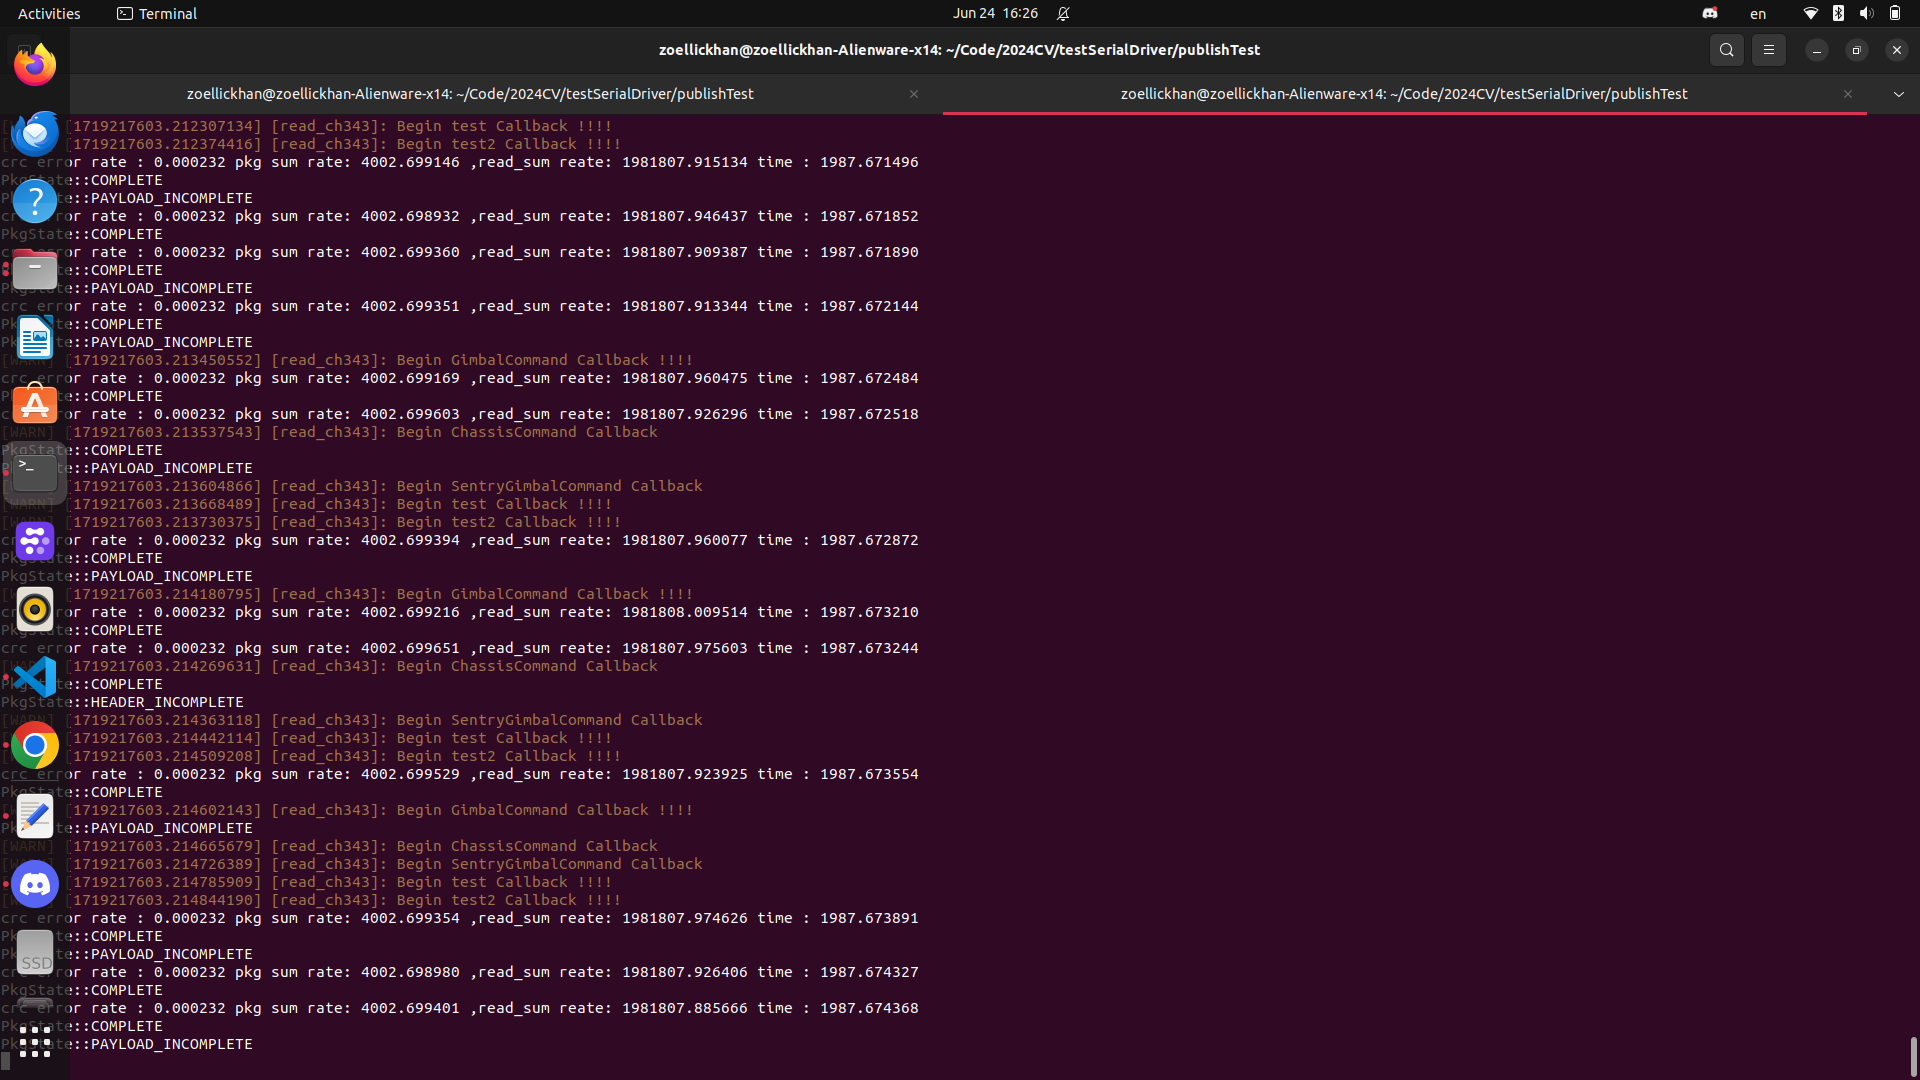 Activities
Terminal
Jun 24 16:26
en
zoellickhan@zoellickhan-Alienware-x14: ~/Code/2024CV/testSerialDriver/publishTest
zoellickhan@zoellickhan-Alienware-x14: ~/Code/2024CV/testSerialDriver/publishTest
zoellickhan@zoellickhan-Alienware-x14: ~/Code/2024CV/testSerialDriver/publishTest
[1719217603.212307134] [read_ch343]: Begin test Callback !!!!
[1719217603.212374416] [read_ch343]: Begin test2 Callback !!!!
crc error rate : 0.000232 pkg sum rate: 4002.699146 ,read_sum reate: 1981807.915134 time : 1987.671496
PkgState::COMPLETE
PkgState::PAYLOAD_INCOMPLETE
crc error rate : 0.000232 pkg sum rate: 4002.698932 ,read_sum reate: 1981807.946437 time : 1987.671852
PkgState::COMPLETE
crc error rate : 0.000232 pkg sum rate: 4002.699360 ,read_sum reate: 1981807.909387 time : 1987.671890
PkgState::COMPLETE
PkgState::PAYLOAD_INCOMPLETE
crc error rate : 0.000232 pkg sum rate: 4002.699351 ,read_sum reate: 1981807.913344 time : 1987.672144
PkgState::COMPLETE
PkgState::PAYLOAD_INCOMPLETE
[WARN] [1719217603.213450552] [read_ch343]: Begin GimbalCommand Callback !!!!
crc error rate : 0.000232 pkg sum rate: 4002.699169 ,read_sum reate: 1981807.960475 time : 1987.672484
PkgState::COMPLETE
crc error rate : 0.000232 pkg sum rate: 4002.699603 ,read_sum reate: 1981807.926296 time : 1987.672518
[WARN] [1719217603.213537543] [read_ch343]: Begin ChassisCommand Callback
PkgState::COMPLETE
PkgState::PAYLOAD_INCOMPLETE
[WARN] [1719217603.213604866] [read_ch343]: Begin SentryGimbalCommand Callback
[WARN] [1719217603.213668489] [read_ch343]: Begin test Callback !!!!
[WARN] [1719217603.213730375] [read_ch343]: Begin test2 Callback !!!!
crc error rate : 0.000232 pkg sum rate: 4002.699394 ,read_sum reate: 1981807.960077 time : 1987.672872
PkgState::COMPLETE
PkgState::PAYLOAD_INCOMPLETE
[WARN] [1719217603.214180795] [read_ch343]: Begin GimbalCommand Callback !!!!
crc error rate : 0.000232 pkg sum rate: 4002.699216 ,read_sum reate: 1981808.009514 time : 1987.673210
PkgState::COMPLETE
crc error rate : 0.000232 pkg sum rate: 4002.699651 ,read_sum reate: 1981807.975603 time : 1987.673244
[WARN] [1719217603.214269631] [read_ch343]: Begin ChassisCommand Callback
PkgState::COMPLETE
PkgState::HEADER_INCOMPLETE
[WARN] [1719217603.214363118] [read_ch343]: Begin SentryGimbalCommand Callback
[WARN] [1719217603.214442114] [read_ch343]: Begin test Callback !!!!
[WARN] [1719217603.214509208] [read_ch343]: Begin test2 Callback !!!!
crc error rate : 0.000232 pkg sum rate: 4002.699529 ,read_sum reate: 1981807.923925 time : 1987.673554
PkgState::COMPLETE
[WARN] [1719217603.214602143] [read_ch343]: Begin GimbalCommand Callback !!!!
PkgState::PAYLOAD_INCOMPLETE
[WARN] [1719217603.214665679] [read_ch343]: Begin ChassisCommand Callback
[WARN] [1719217603.214726389] [read_ch343]: Begin SentryGimbalCommand Callback
[WARN] [1719217603.214785909] [read_ch343]: Begin test Callback !!!!
[WARN] [1719217603.214844190] [read_ch343]: Begin test2 Callback !!!!
crc error rate : 0.000232 pkg sum rate: 4002.699354 ,read_sum reate: 1981807.974626 time : 1987.673891
PkgState::COMPLETE
PkgState::PAYLOAD_INCOMPLETE
crc error rate : 0.000232 pkg sum rate: 4002.698980 ,read_sum reate: 1981807.926406 time : 1987.674327
PkgState::COMPLETE
crc error rate : 0.000232 pkg sum rate: 4002.699401 ,read_sum reate: 1981807.885666 time : 1987.674368
PkgState::COMPLETE
PkgState::PAYLOAD_INCOMPLETE
SSD